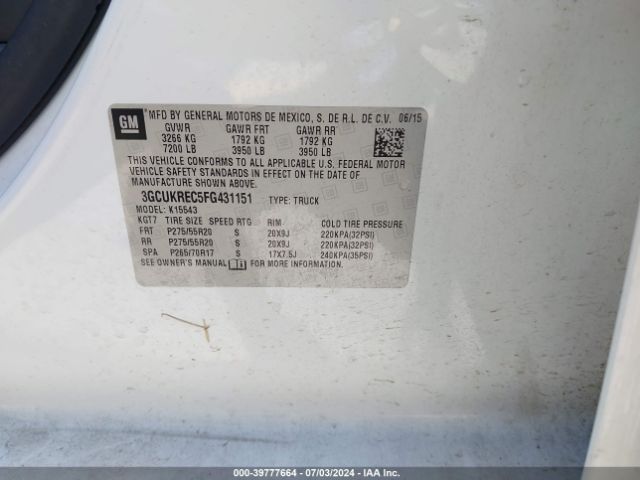 GM
MFD BY GENERAL MOTORS DE MEXICO, S. DE R.L. DE C.V. 06/15
GVWR GAWR FRT GAWR RR
3266 KG 1792 KG 1792 KG
7200 LB 3950 LB 3950 LB
THIS VEHICLE CONFORMS TO ALL APPLICABLE U.S. FEDERAL MOTOR
VEHICLE SAFETY STANDARDS IN EFFECT ON THE DATE OF
MANUFACTURE SHOWN ABOVE.
3GCUKREC5FG431151 TYPE: TRUCK
MODEL: K15543
KGT7 TIRE SIZE SPEED RTG RIM COLD TIRE PRESSURE
FRT P275/55R20 S 20X9J 220KPA(32PSI)
RR P275/55R20 S 20X9J 220KPA(32PSI)
SPA P265/70R17 S 17X7.5J 240KPA(35PSI)
SEE OWNER'S MANUAL FOR MORE INFORMATION.
000-39777664 - 07/03/2024 - IAA Inc.